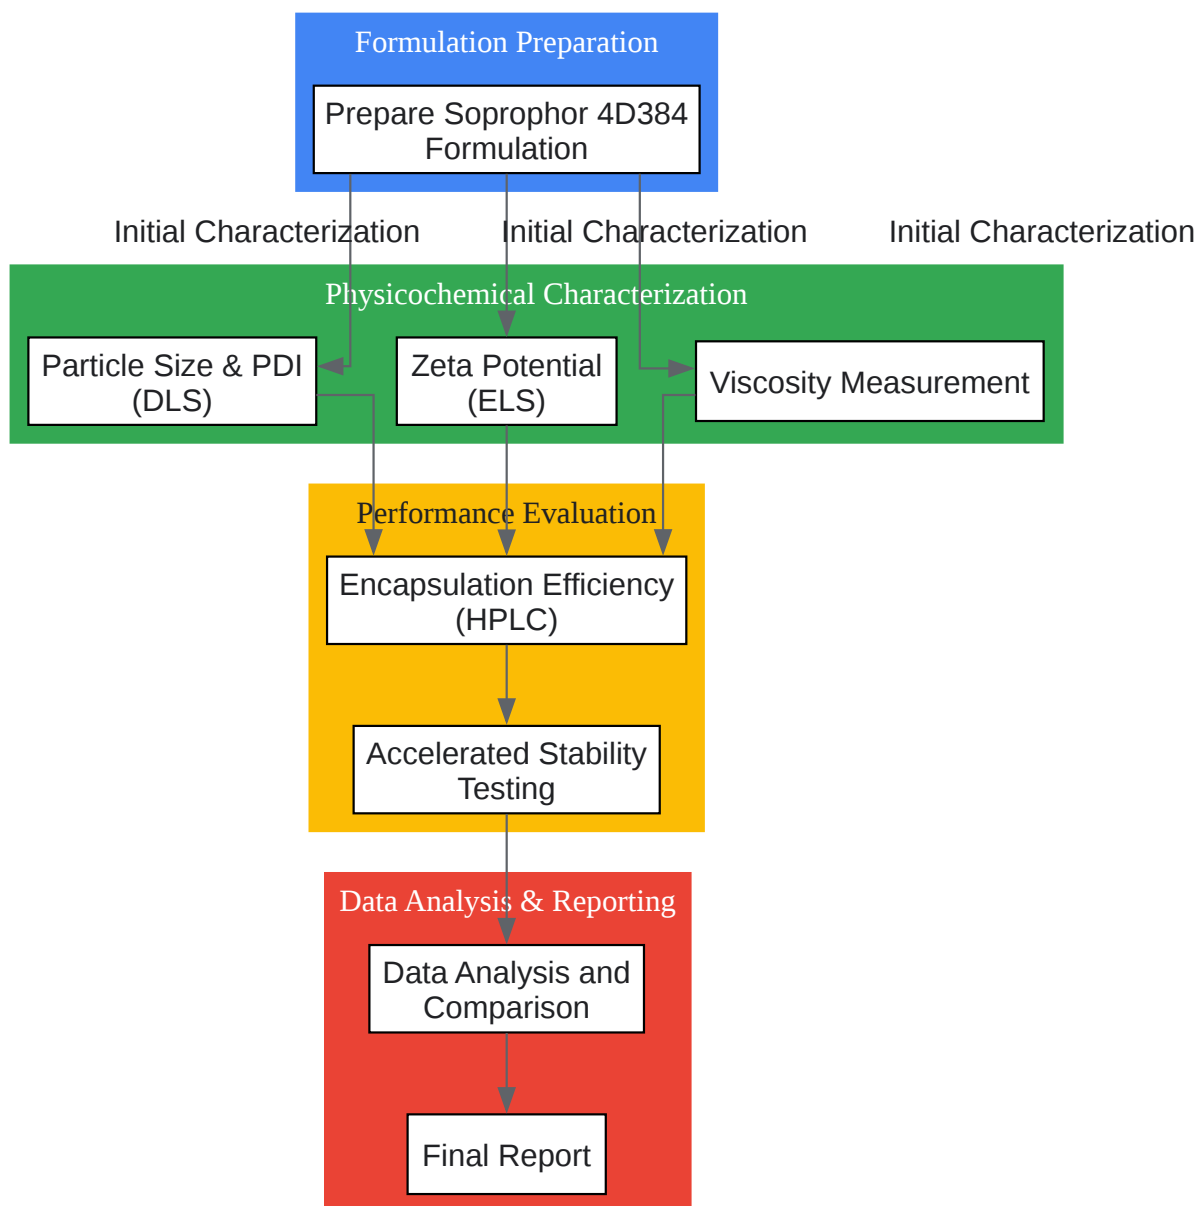 Formulation Preparation
Prepare Soprophor 4D384
Formulation
Initial Characterization
Initial Characterization
Initial Characterization
Physicochemical Characterization
Particle Size & PDI
(DLS)
Zeta Potential
(ELS)
Viscosity Measurement
Performance Evaluation
Encapsulation Efficiency
(HPLC)
Accelerated Stability
Testing
Data Analysis & Reporting
Data Analysis and
Comparison
Final Report